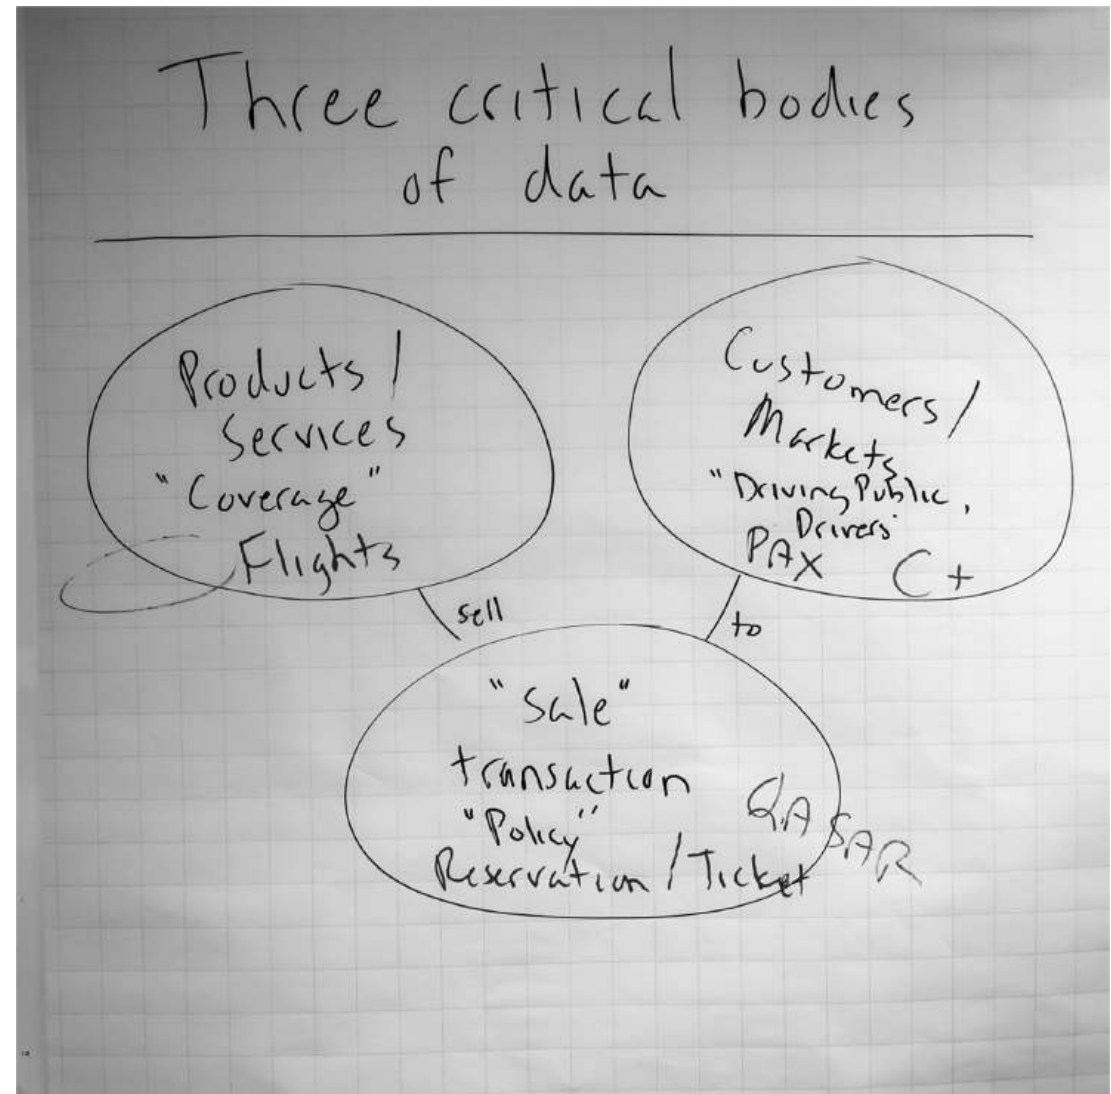 Three critical bodies
of data
Products /
Services
"Coverage"
Flights
Customers /
Markets
"Driving Public,
Drivers"
PAX C+
sell
to
"Sale"
transaction
"Policy"
Reservation / Ticket
QASAR